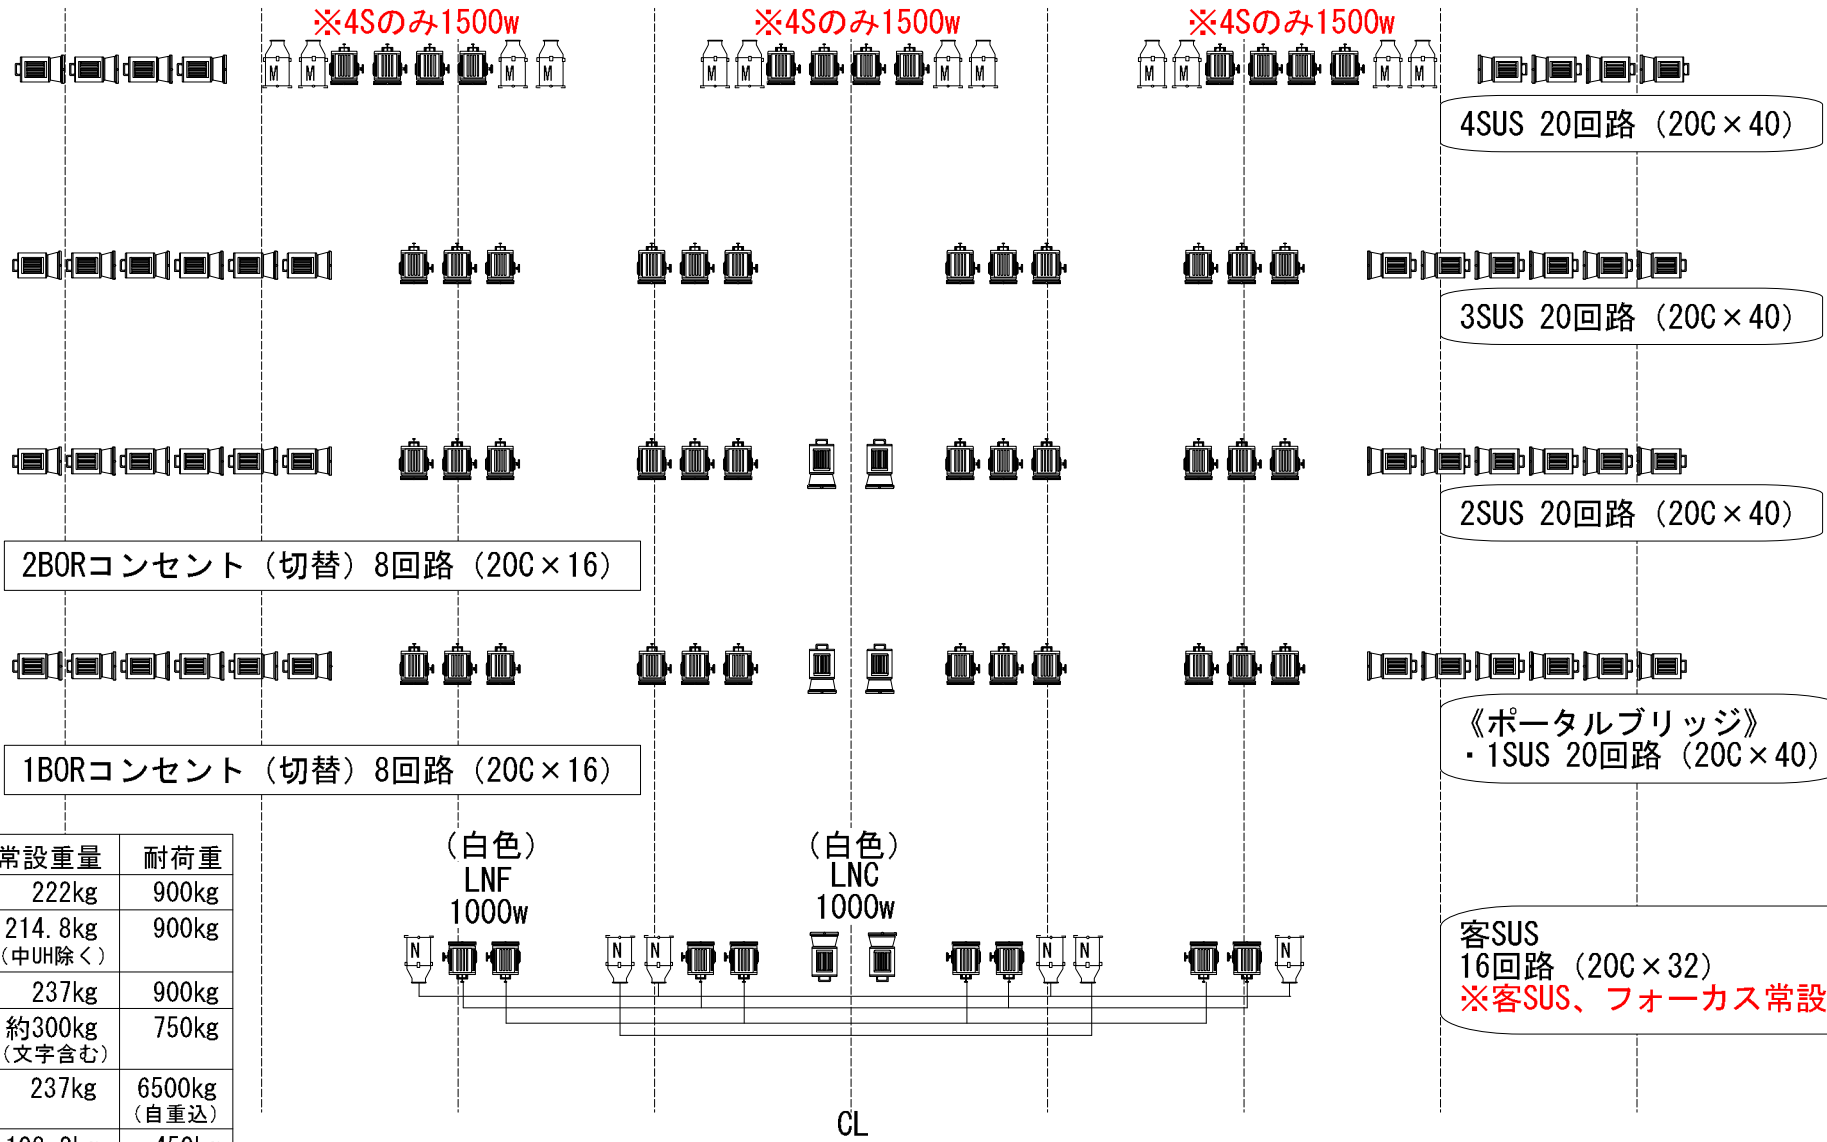 ※4Sのみ1500w ※4Sのみ1500w ※4Sのみ1500w
M M M M M M M M M M M M
4SUS 20回路（20C×40）
3SUS 20回路（20C×40）
2SUS 20回路（20C×40）
2BORコンセント（切替）8回路（20C×16）
《ポータルブリッジ》
・1SUS 20回路（20C×40）
1BORコンセント（切替）8回路（20C×16）
常設重量 耐荷重
222kg 900kg
214.8kg 900kg
（中UH除く）
237kg 900kg
約300kg 750kg
（文字含む）
237kg 6500kg
（自重込）
（白色）
LNF
1000w
（白色）
LNC
1000w
N N N N N N
客SUS
16回路（20C×32）
※客SUS、フォーカス常設
CL